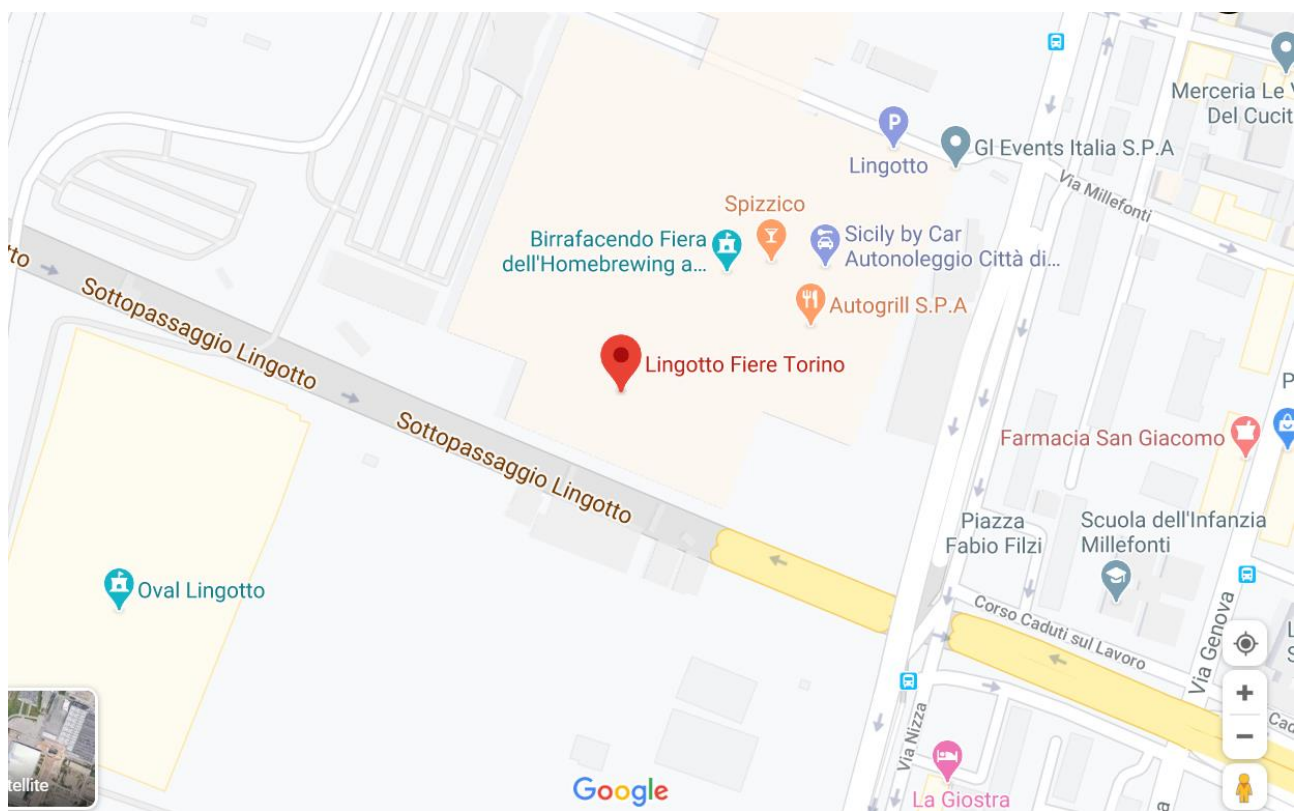 Merceria Le
Del Cucit
P
Lingotto
Gl Events Italia S.P.A
Via Millefonti
Spizzico
Birrafacendo Fiera
dell'Homebrewing a...
Sicily by Car
Autonoleggio Città di...
Autogrill S.P.A
tto
Sottopassaggio Lingotto
Lingotto Fiere Torino
P
Sottopassaggio Lingotto
Farmacia San Giacomo
Piazza
Fabio Filzi
Scuola dell'Infanzia
Millefonti
Oval Lingotto
Corso Caduti sul Lavoro
Via Genova
L
S
Cad
Via Nizza
tellite
Google
La Giostra
a